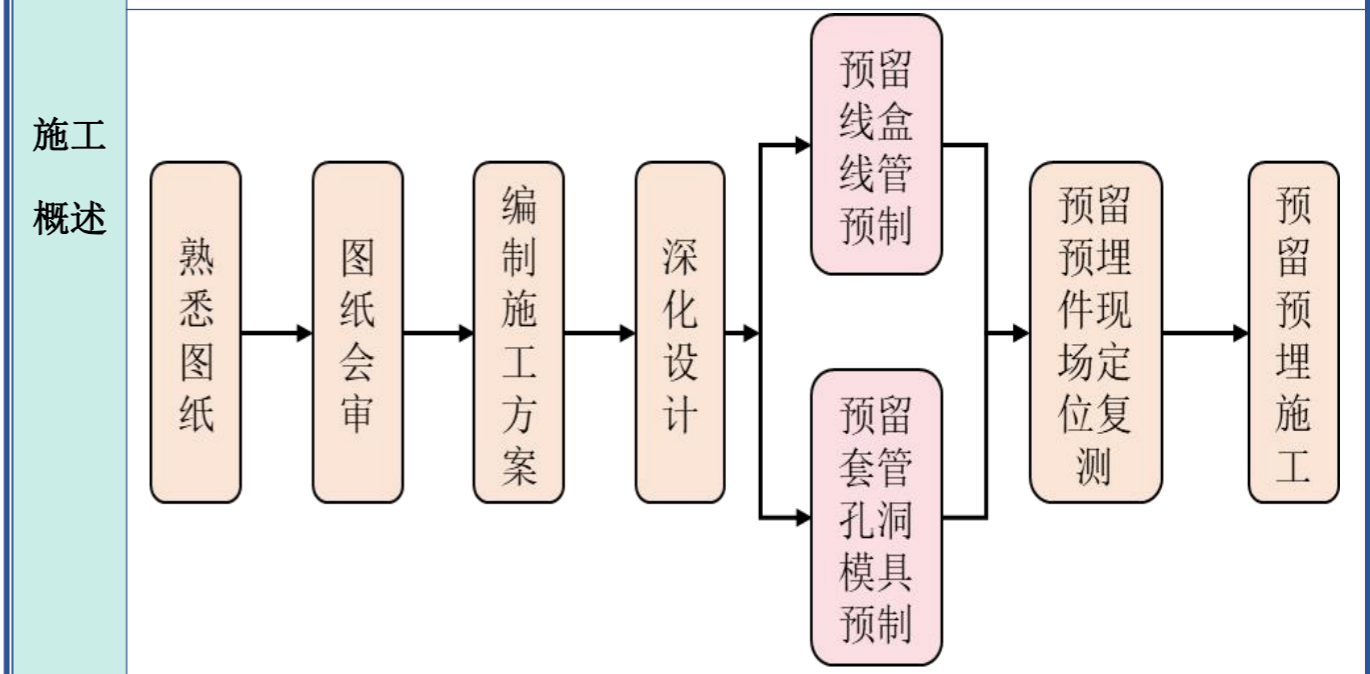 施工
概述
熟
悉
图
纸
图
纸
会
审
编
制
施
工
方
案
深
化
设
计
预留
线盒
线管
预制
预留
套管
孔洞
模具
预制
预留
预埋
件现
场定
位复
测
预
留
预
埋
施
工